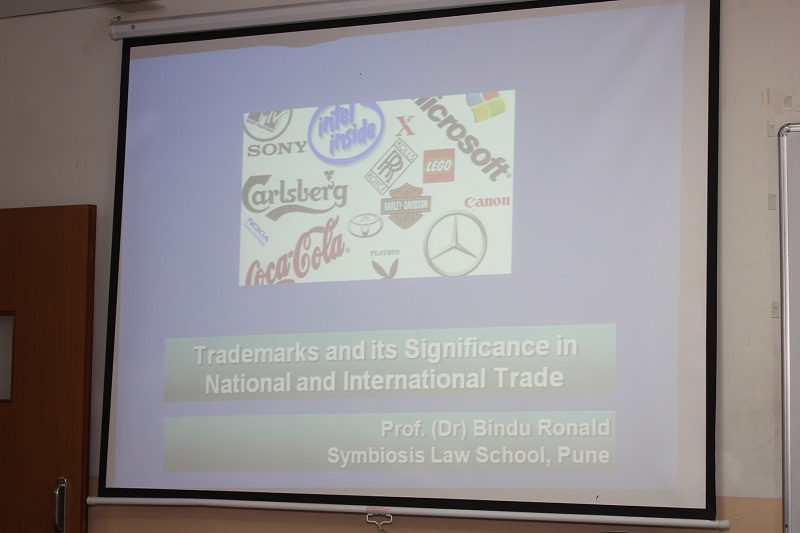 intel
inside
X
Microsoft
SONY
ROLLS
RR
ROYCE
LEGO
Carlsberg
HARLEY-DAVIDSON
Canon
NOKIA
Coca-Cola
PLAYBOY
Trademarks and its Significance in
National and International Trade
Prof. (Dr) Bindu Ronald
Symbiosis Law School, Pune